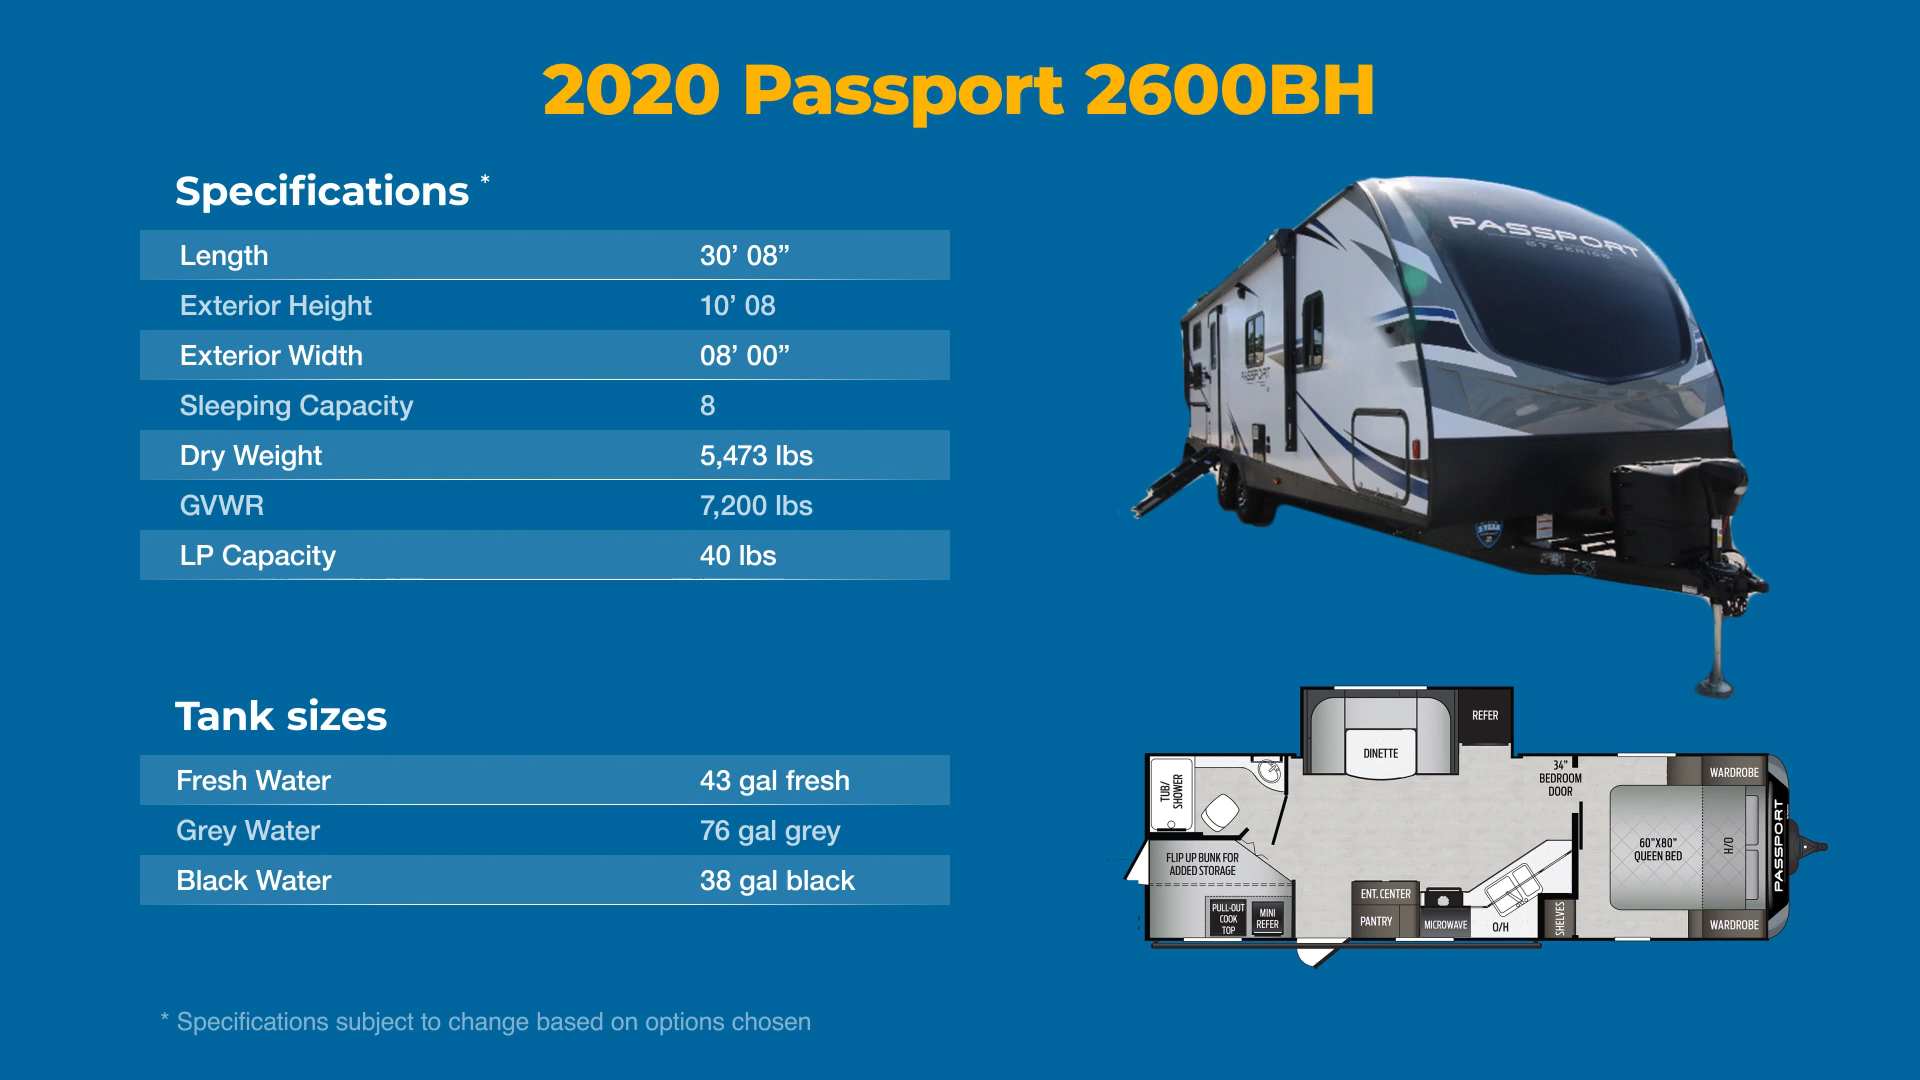 2020 Passport 2600BH
Specifications *
Length 30’ 08”
Exterior Height 10’ 08
Exterior Width 08’ 00”
Sleeping Capacity 8
Dry Weight 5,473 lbs
GVWR 7,200 lbs
LP Capacity 40 lbs
Tank sizes
Fresh Water 43 gal fresh
Grey Water 76 gal grey
Black Water 38 gal black
* Specifications subject to change based on options chosen
PASSPORT
GT SERIES
PASSPORT
REFER
DINETTE
TUB/
SHOWER
34”
BEDROOM
DOOR
WARDROBE
FLIP UP BUNK FOR
ADDED STORAGE
60"X80"
QUEEN BED
H/O
PASSPORT
PULL-OUT
COOK
TOP
MINI
REFER
ENT. CENTER
PANTRY
MICROWAVE
O/H
SHELVES
WARDROBE